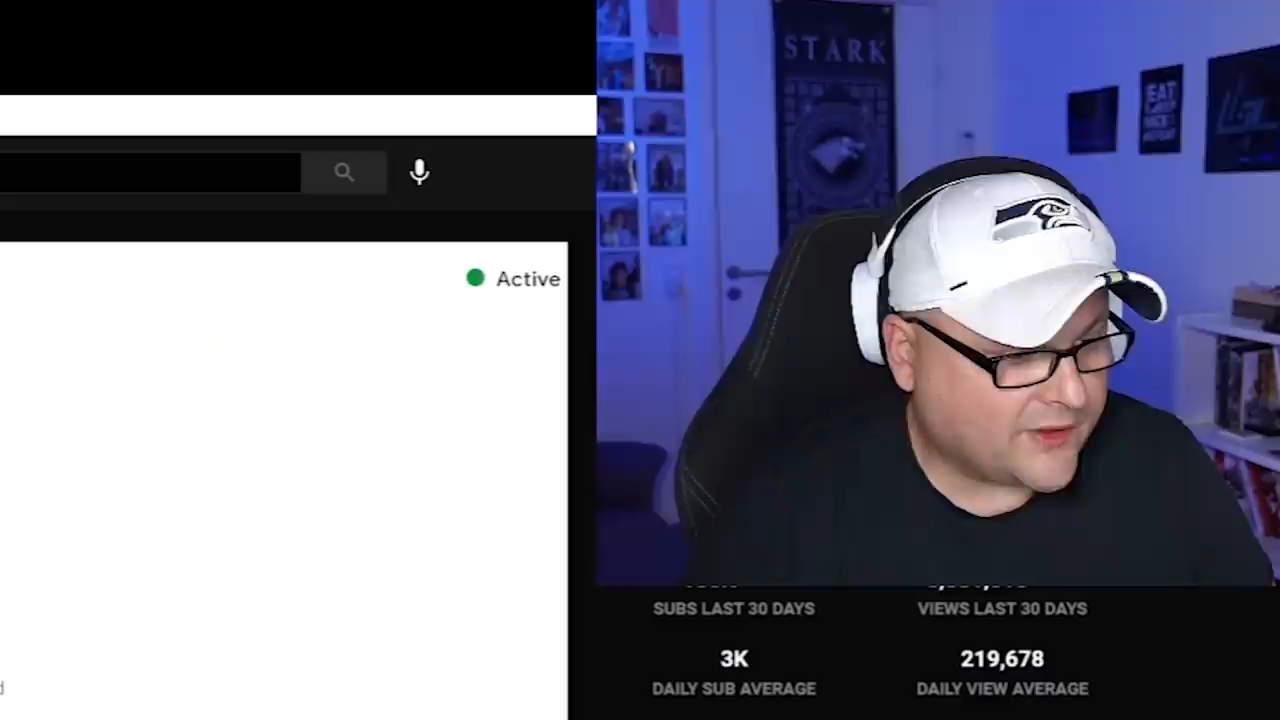 STARK
EAT
Active
SUBS LAST 30 DAYS
VIEWS LAST 30 DAYS
3K
219,678
DAILY SUB AVERAGE
DAILY VIEW AVERAGE